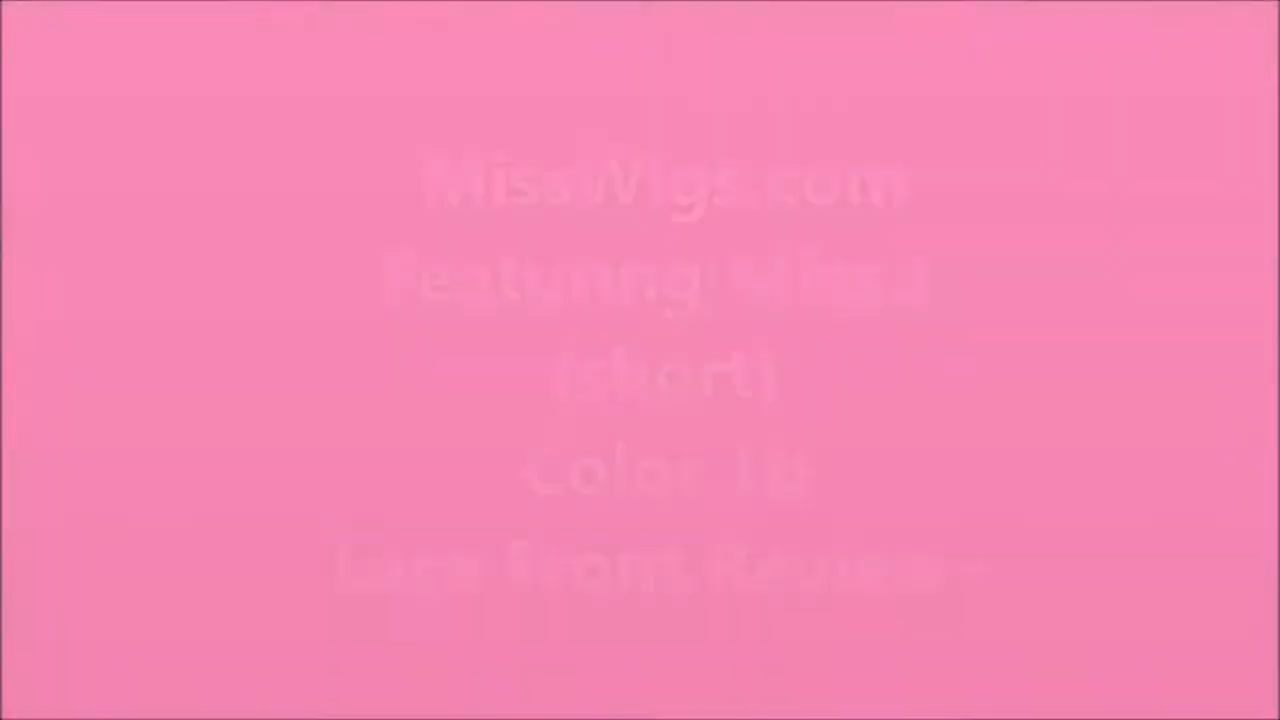 MissWigs.com
Featuring
(short)
Color 1B
Lace Front Review